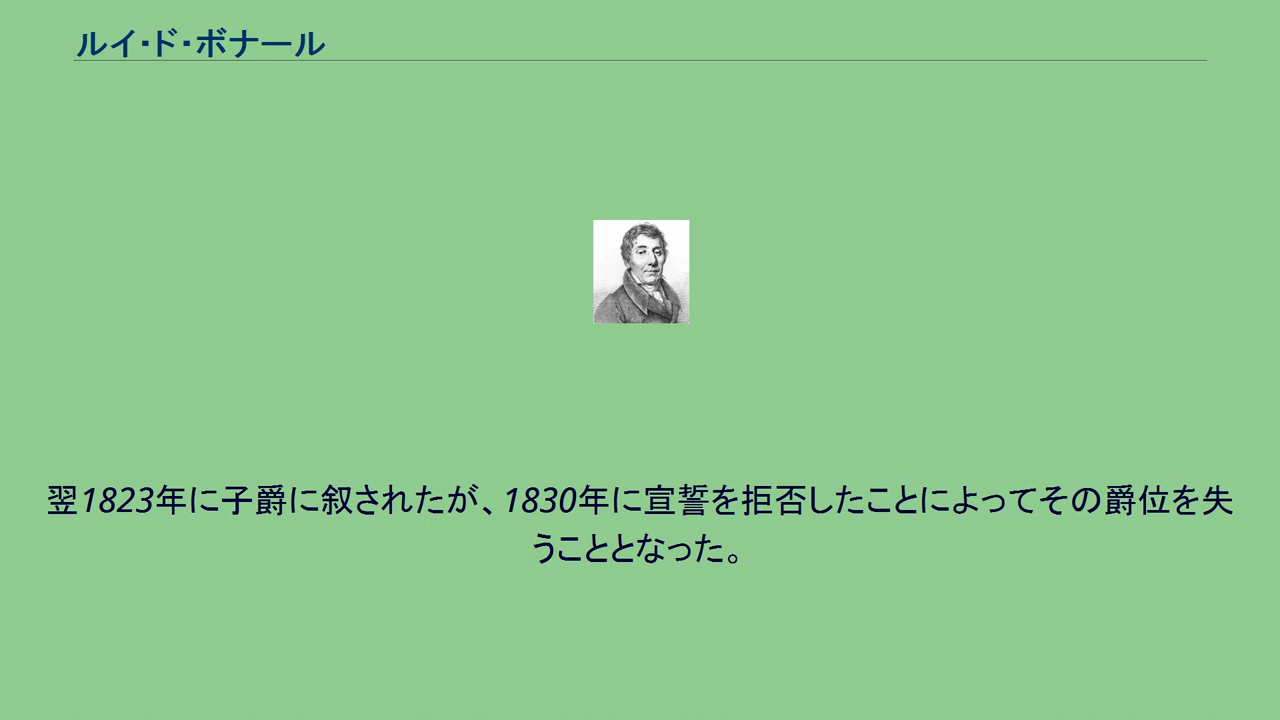 ルイ・ド・ボナール
翌1823年に子爵に叙されたが、1830年に宣誓を拒否したことによってその爵位を失
うこととなった。